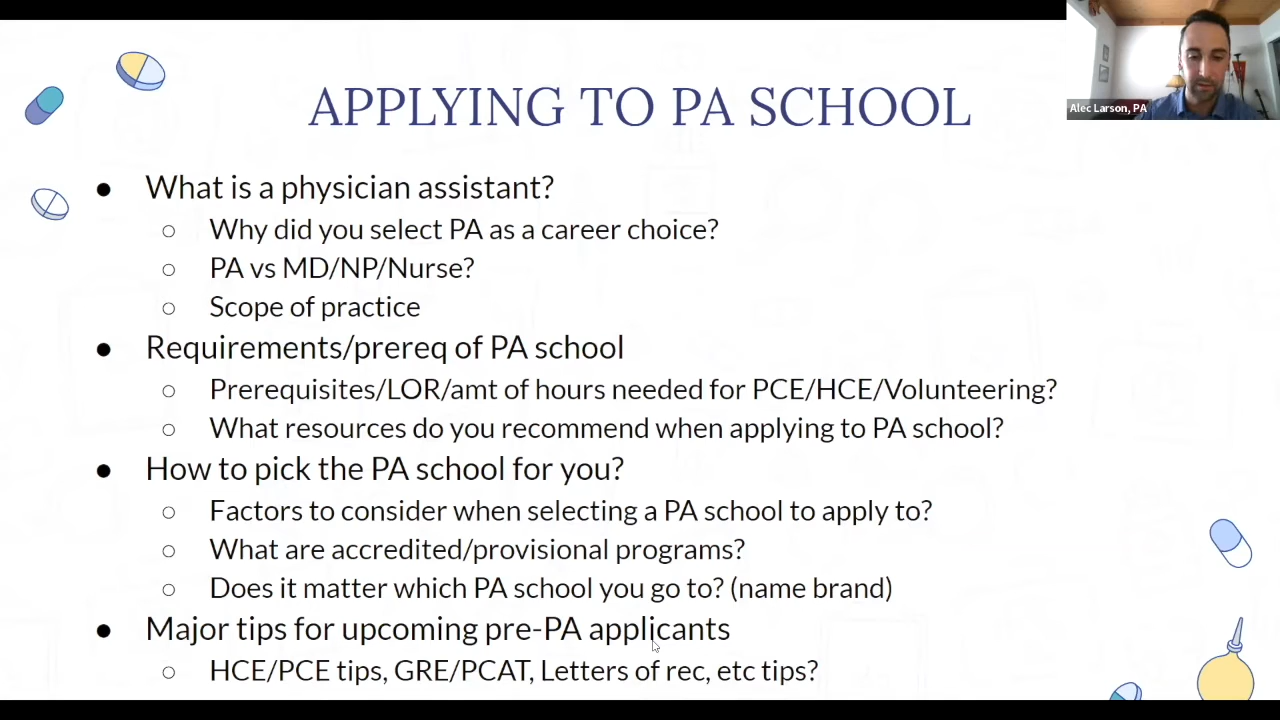 APPLYING TO PA SCHOOL
Alec Larson, PA
● What is a physician assistant?
○ Why did you select PA as a career choice?
○ PA vs MD/NP/Nurse?
○ Scope of practice
● Requirements/prereq of PA school
○ Prerequisites/LOR/amt of hours needed for PCE/HCE/Volunteering?
○ What resources do you recommend when applying to PA school?
● How to pick the PA school for you?
○ Factors to consider when selecting a PA school to apply to?
○ What are accredited/provisional programs?
○ Does it matter which PA school you go to? (name brand)
● Major tips for upcoming pre-PA applicants
○ HCE/PCE tips, GRE/PCAT, Letters of rec, etc tips?